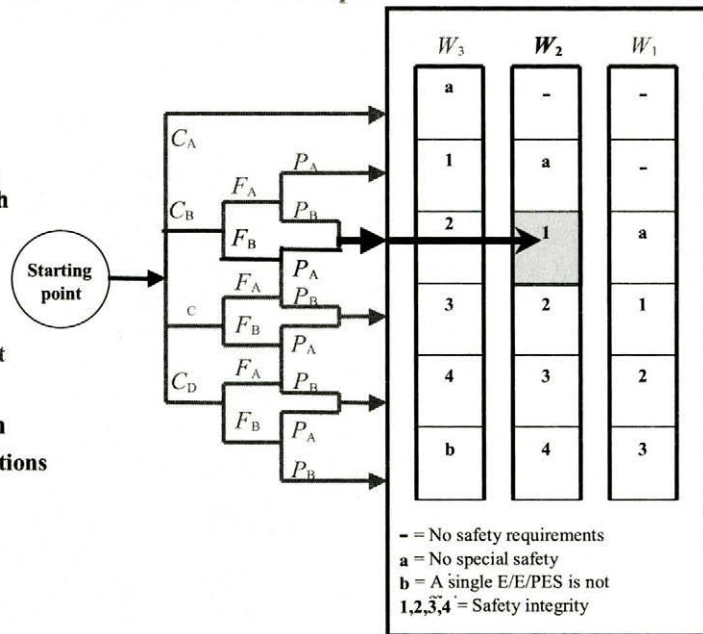 W3 W2 W1
a - -
CA
1 a -
PA
h
FA
CB
PB
2 1 a
FB
PA
Starting
point
FA
PB
3 2 1
C
FB
PA
t
FA
4 3 2
CD
PB
n
FB
PA
tions
b 4 3
PB
- = No safety requirements
a = No special safety
b = A single E/E/PES is not
1,2,3,4 = Safety integrity